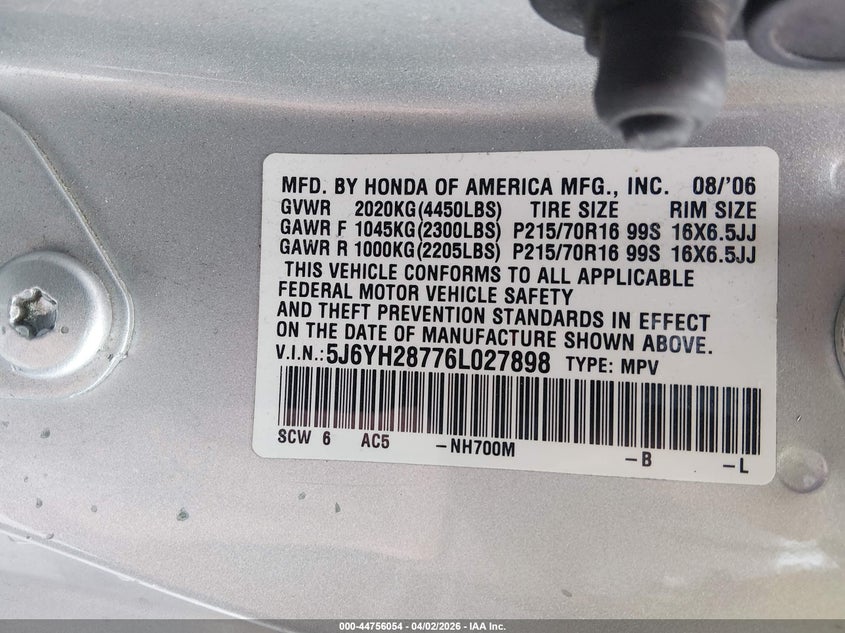 MFD. BY HONDA OF AMERICA MFG., INC. 08/'06
GVWR 2020KG(4450LBS) TIRE SIZE RIM SIZE
GAWR F 1045KG(2300LBS) P215/70R16 99S 16X6.5JJ
GAWR R 1000KG(2205LBS) P215/70R16 99S 16X6.5JJ
THIS VEHICLE CONFORMS TO ALL APPLICABLE
FEDERAL MOTOR VEHICLE SAFETY
AND THEFT PREVENTION STANDARDS IN EFFECT
ON THE DATE OF MANUFACTURE SHOWN ABOVE.
V.I.N.: 5J6YH28776L027898 TYPE: MPV
SCW 6 AC5 -NH700M -B -L
000-44756054 - 04/02/2026 - IAA Inc.